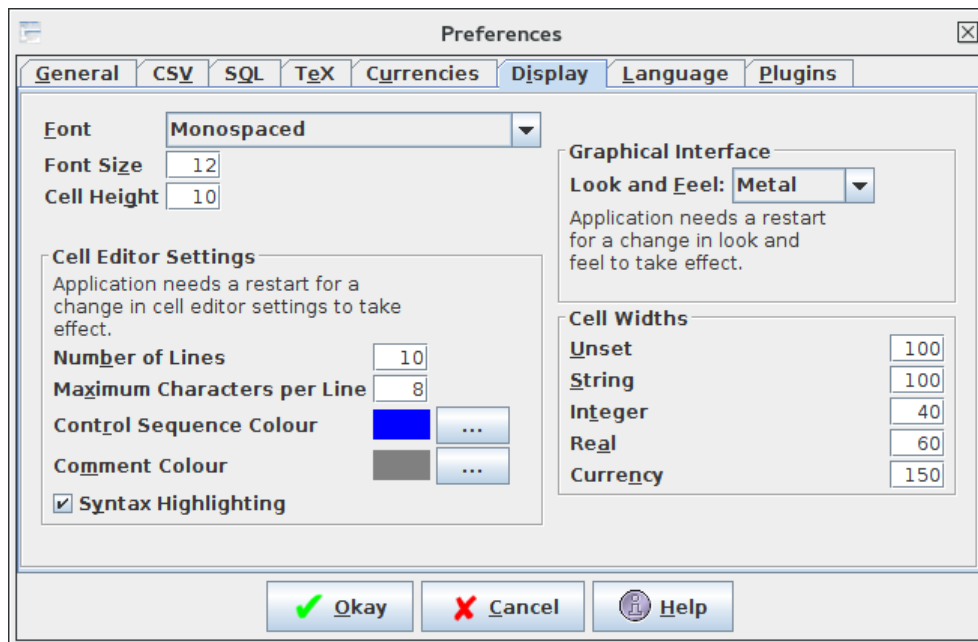 Preferences
General CSV SQL TeX Currencies Display Language Plugins
Font Monospaced
Font Size 12
Cell Height 10
Cell Editor Settings
Application needs a restart for a
change in cell editor settings to take
effect.
Number of Lines 10
Maximum Characters per Line 8
Control Sequence Colour ...
Comment Colour ...
Syntax Highlighting
Graphical Interface
Look and Feel: Metal
Application needs a restart
for a change in look and
feel to take effect.
Cell Widths
Unset 100
String 100
Integer 40
Real 60
Currency 150
Okay Cancel Help